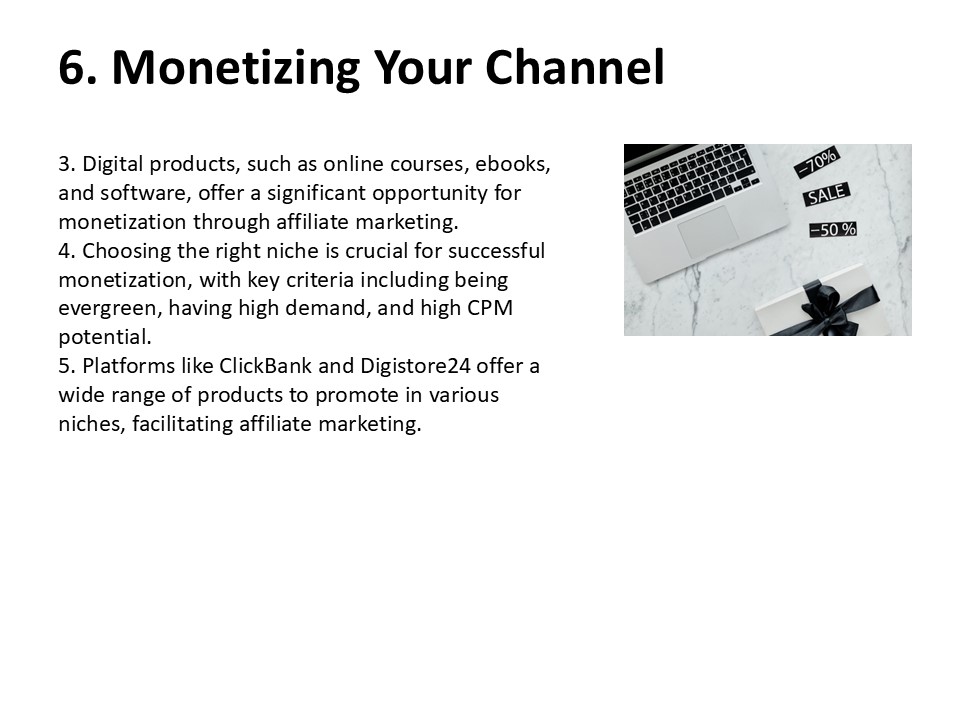 6. Monetizing Your Channel
3. Digital products, such as online courses, ebooks,
and software, offer a significant opportunity for
monetization through affiliate marketing.
4. Choosing the right niche is crucial for successful
monetization, with key criteria including being
evergreen, having high demand, and high CPM
potential.
5. Platforms like ClickBank and Digistore24 offer a
wide range of products to promote in various
niches, facilitating affiliate marketing.
–70%
SALE
–50 %